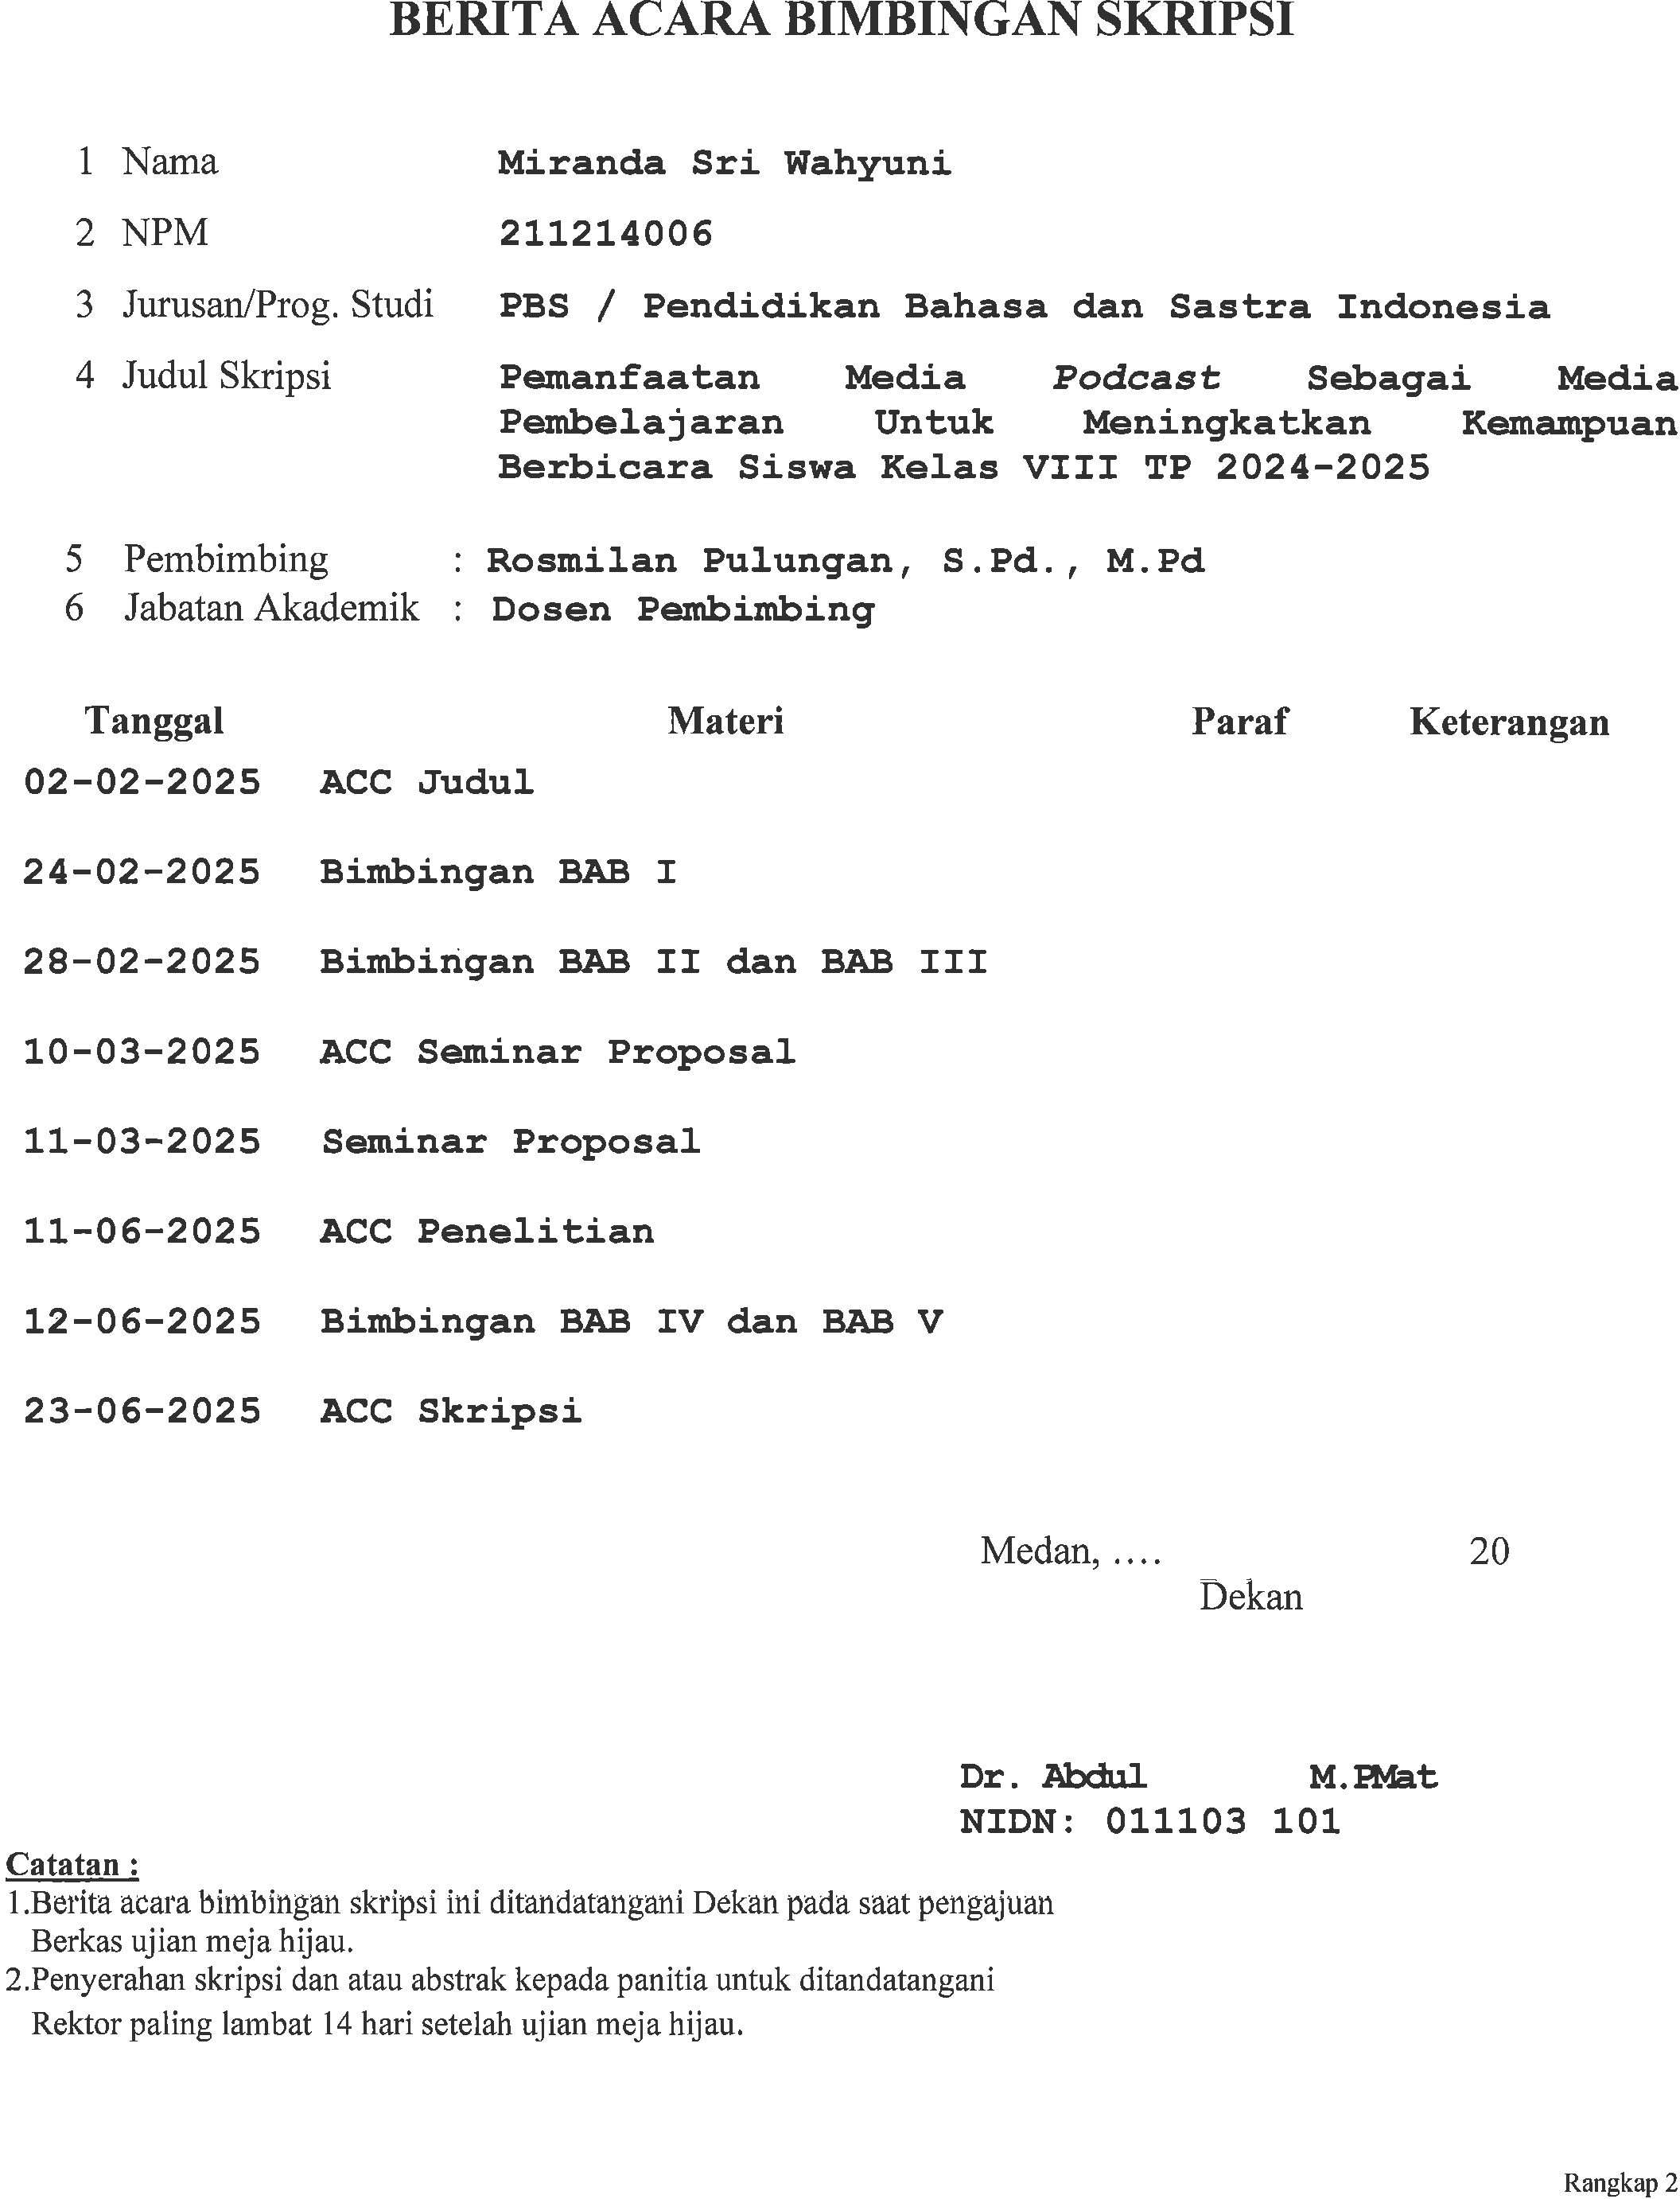 BERITA ACARA BIMBINGAN SKRIPSI
1 Nama Miranda Sri Wahyuni
2 NPM 211214006
3 Jurusan/Prog. Studi PBS / Pendidikan Bahasa dan Sastra Indonesia
4 Judul Skripsi Pemanfaatan Media Podcast Sebagai Media
Pembelajaran Untuk Meningkatkan Kemampuan
Berbicara Siswa Kelas VIII TP 2024-2025
5 Pembimbing : Rosmilan Pulungan, S.Pd., M.Pd
6 Jabatan Akademik : Dosen Pembimbing
Tanggal Materi Paraf Keterangan
02-02-2025 ACC Judul
24-02-2025 Bimbingan BAB I
28-02-2025 Bimbingan BAB II dan BAB III
10-03-2025 ACC Seminar Proposal
11-03-2025 Seminar Proposal
11-06-2025 ACC Penelitian
12-06-2025 Bimbingan BAB IV dan BAB V
23-06-2025 ACC Skripsi
Medan, .... 20
Dekan
Dr. Abdul M.PMat
NIDN: 011103 101
Catatan :
1.Berita acara bimbingan skripsi ini ditandatangani Dekan pada saat pengajuan
Berkas ujian meja hijau.
2.Penyerahan skripsi dan atau abstrak kepada panitia untuk ditandatangani
Rektor paling lambat 14 hari setelah ujian meja hijau.
Rangkap 2